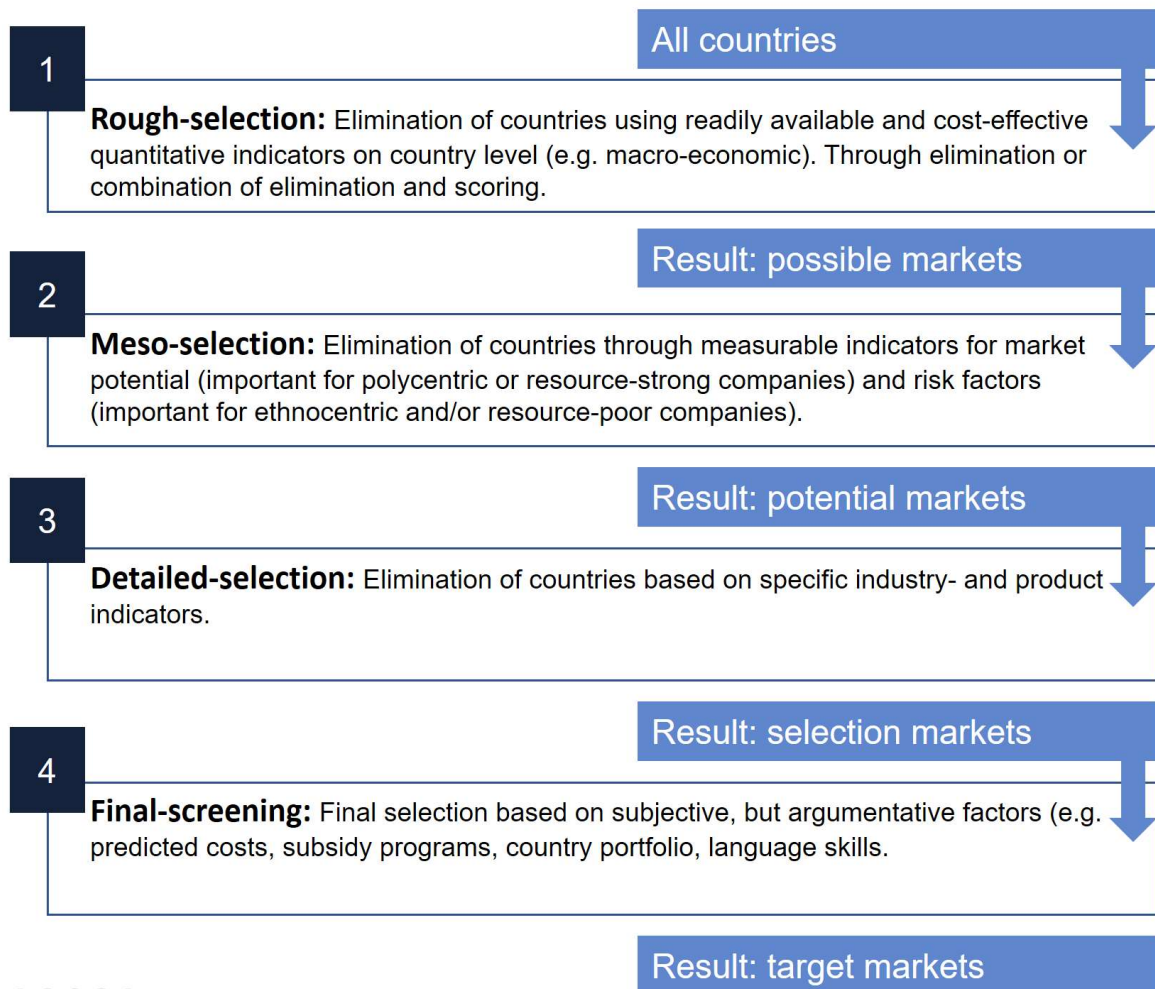 All countries
1
Rough-selection: Elimination of countries using readily available and cost-effective
quantitative indicators on country level (e.g. macro-economic). Through elimination or
combination of elimination and scoring.
Result: possible markets
2
Meso-selection: Elimination of countries through measurable indicators for market
potential (important for polycentric or resource-strong companies) and risk factors
(important for ethnocentric and/or resource-poor companies).
Result: potential markets
3
Detailed-selection: Elimination of countries based on specific industry- and product
indicators.
Result: selection markets
4
Final-screening: Final selection based on subjective, but argumentative factors (e.g.
predicted costs, subsidy programs, country portfolio, language skills.
Result: target markets